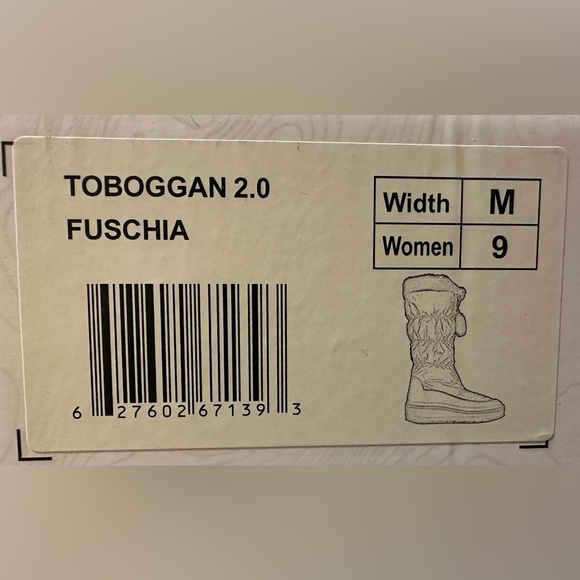 TOBOGGAN 2.0
FUSCHIA
Width M
Women 9
6 27602 67139 3